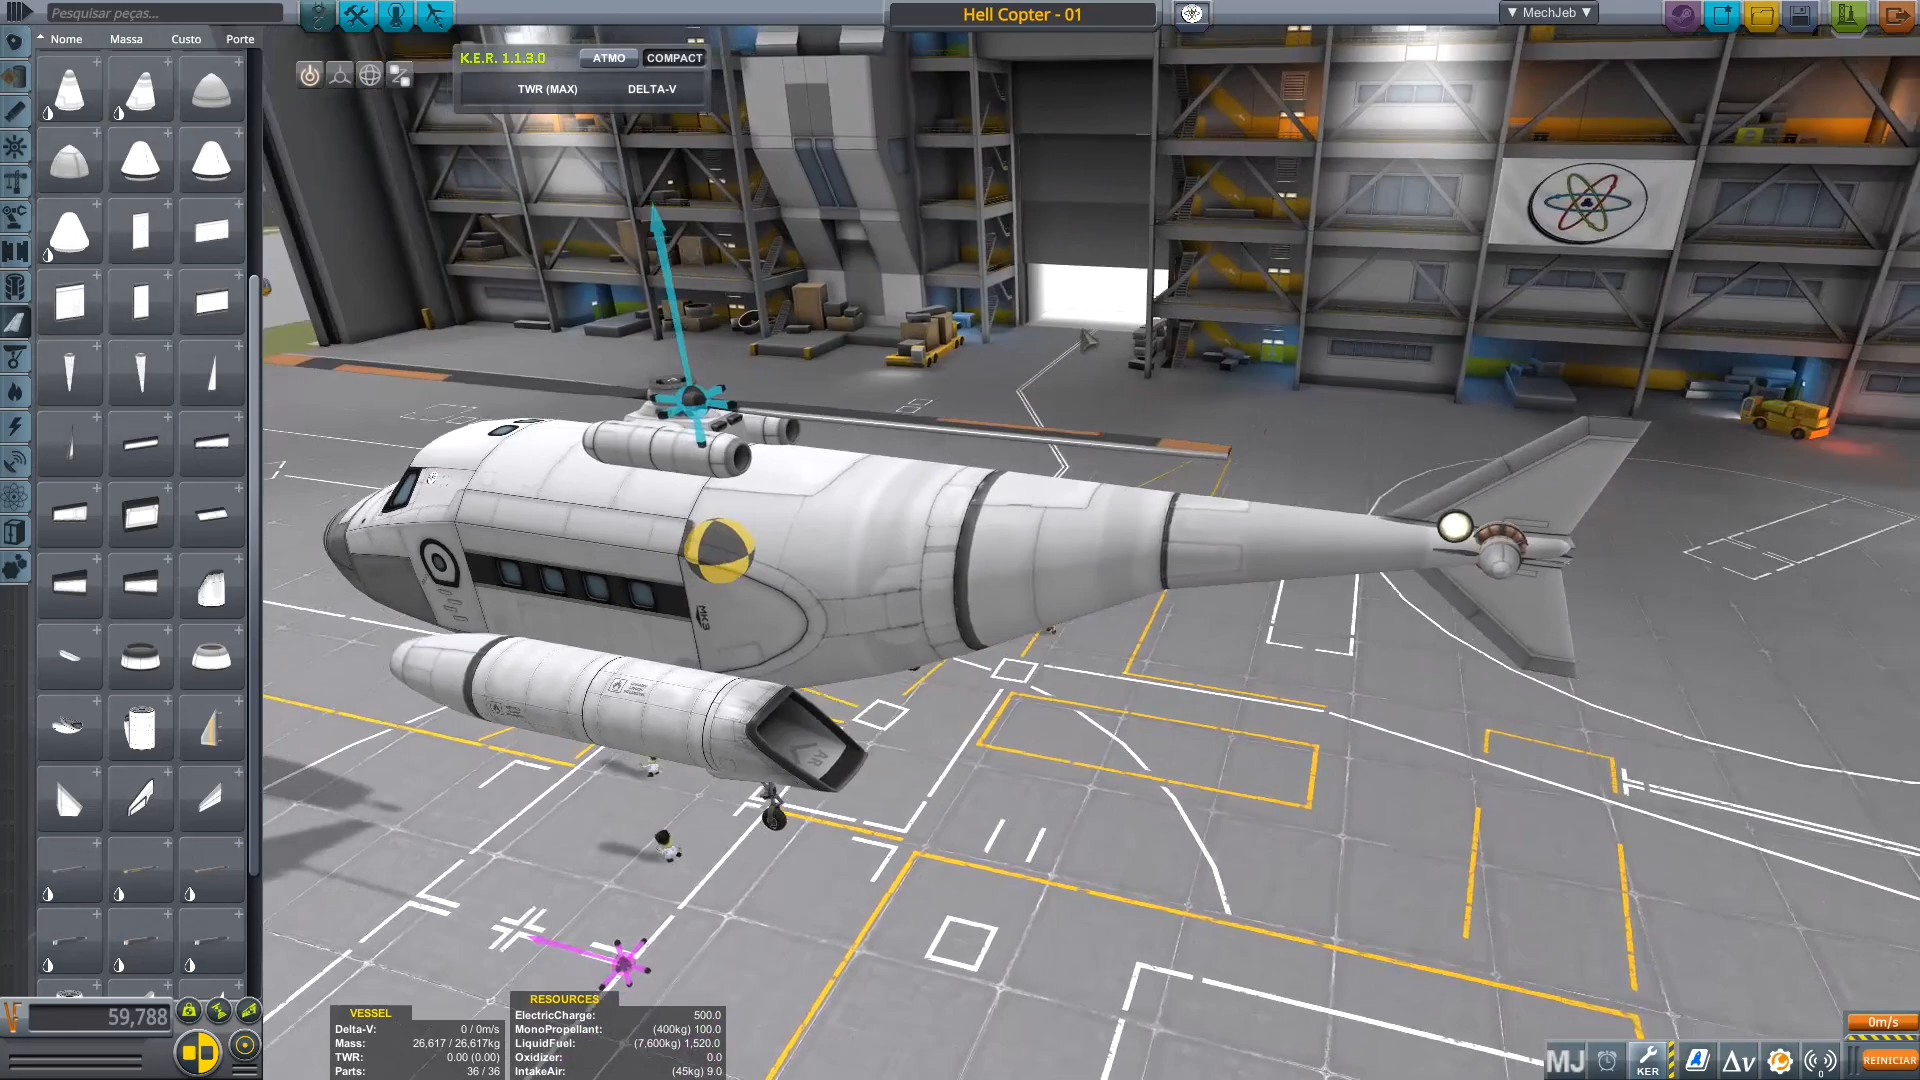 Pesquisar peças...
Hell Copter - 01
▼ MechJeb ▼
Nome Massa Custo Porte
K.E.R. 1.1.3.0 ATMO COMPACT
TWR (MAX) DELTA-V
MK3
59,788
VESSEL
Delta-V: 0 / 0m/s
Mass: 26,617 / 26,617kg
TWR: 0.00 (0.00)
Parts: 36 / 36
RESOURCES
ElectricCharge: 500.0
MonoPropellant: (400kg) 100.0
LiquidFuel: (7,600kg) 1,520.0
Oxidizer: 0.0
IntakeAir: (45kg) 9.0
0m/s
MJ
KER
Δv
0
REINICIAR